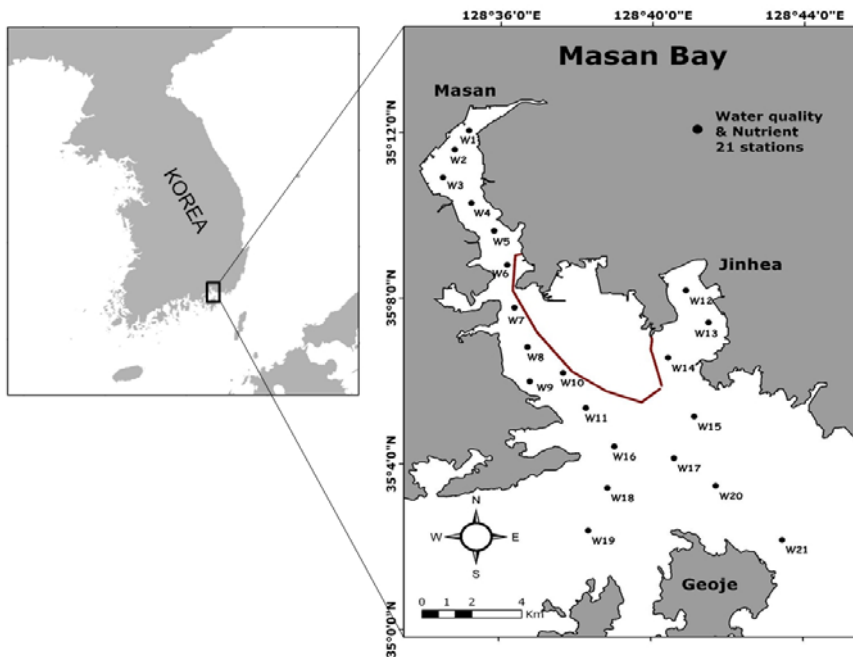 128°36'0"E
128°40'0"E
128°44'0"E
Masan Bay
Masan
Water quality
& Nutrient
21 stations
35°12'0"N
W1
W2
W3
W4
W5
W6
KOREA
Jinhea
35°8'0"N
W12
W7
W13
W8
W14
W10
W9
W11
W15
35°4'0"N
W16
W17
W18
W20
N
W E
S
W19
W21
Geoje
0 1 2 4
Km
35°0'0"N